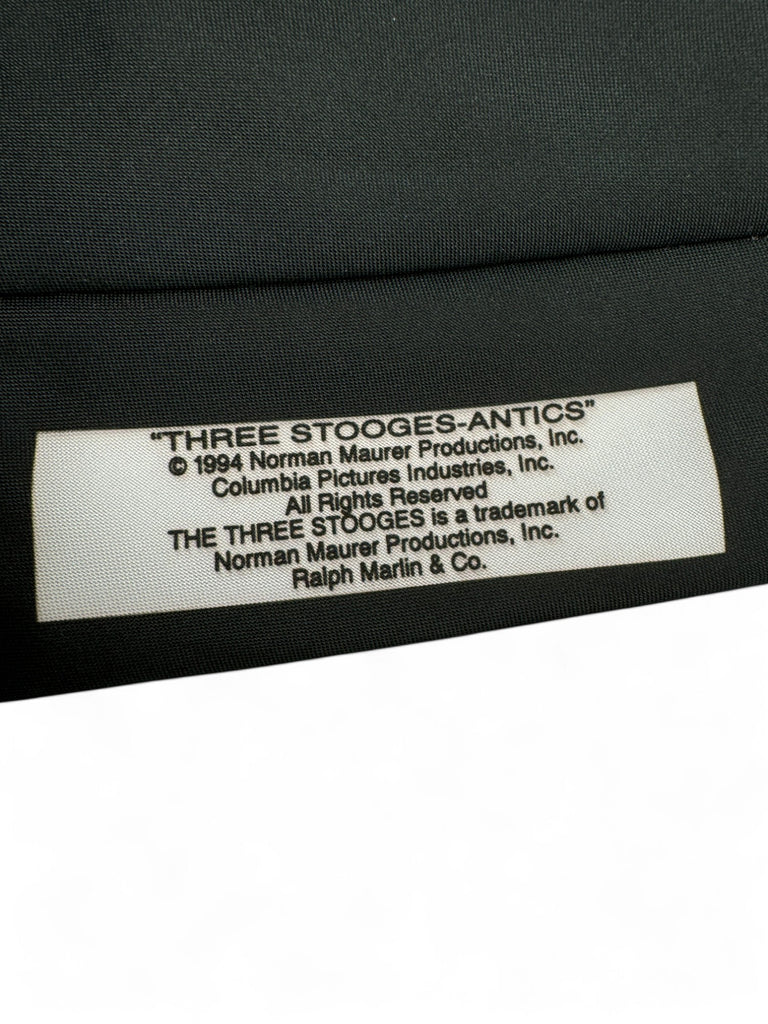 "THREE STOOGES-ANTICS"
© 1994 Norman Maurer Productions, Inc.
Columbia Pictures Industries, Inc.
All Rights Reserved
THE THREE STOOGES is a trademark of
Norman Maurer Productions, Inc.
Ralph Marlin & Co.